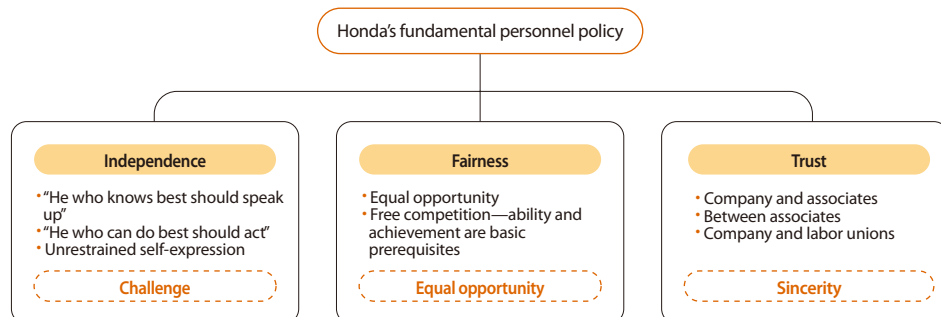 Honda's fundamental personnel policy
Independence
• "He who knows best should speak
up"
• "He who can do best should act"
• Unrestrained self-expression
Challenge
Fairness
• Equal opportunity
• Free competition—ability and
achievement are basic
prerequisites
Equal opportunity
Trust
• Company and associates
• Between associates
• Company and labor unions
Sincerity